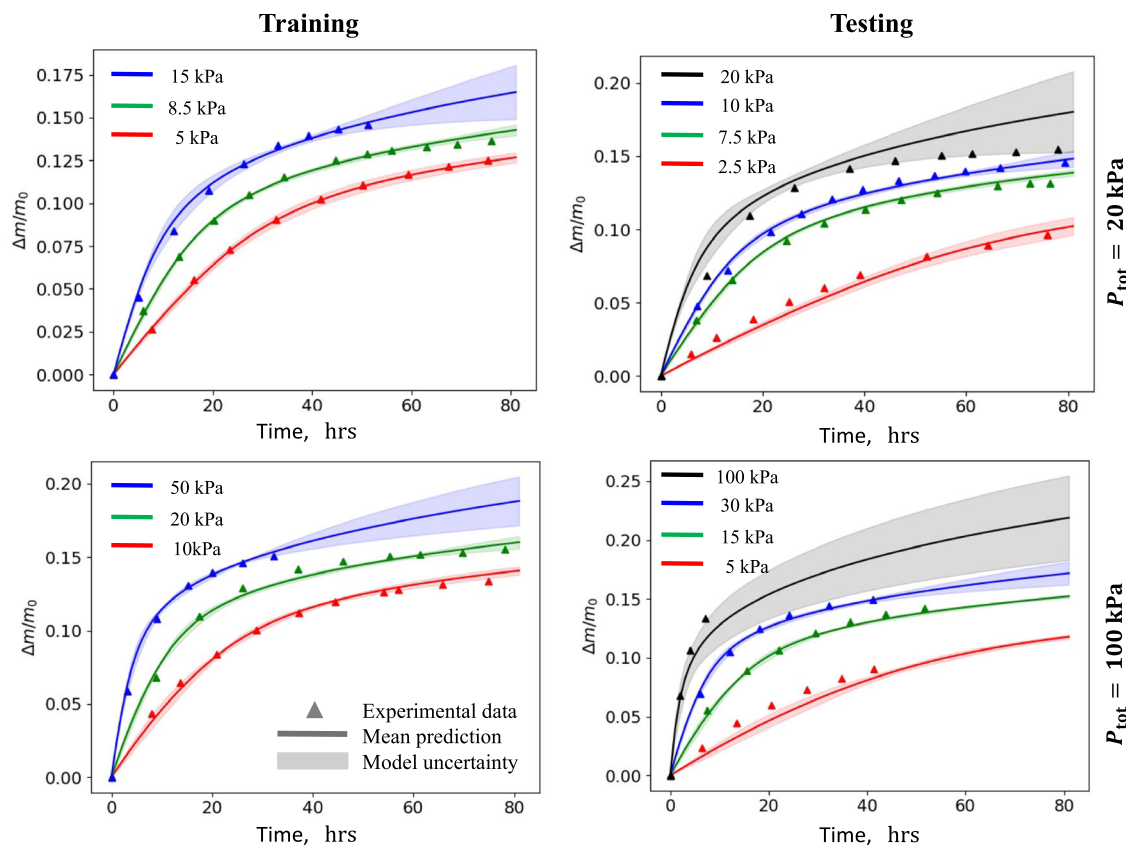 Training
Testing
15 kPa
8.5 kPa
5 kPa
0.175
0.150
0.125
0.100
0.075
0.050
0.025
0.000
Δm/m0
0 20 40 60 80
Time, hrs
20 kPa
10 kPa
7.5 kPa
2.5 kPa
0.20
0.15
0.10
0.05
0.00
Δm/m0
0 20 40 60 80
Time, hrs
Ptot = 20 kPa
50 kPa
20 kPa
10kPa
0.20
0.15
0.10
0.05
0.00
Δm/m0
Experimental data
Mean prediction
Model uncertainty
0 20 40 60 80
Time, hrs
100 kPa
30 kPa
15 kPa
5 kPa
0.25
0.20
0.15
0.10
0.05
0.00
Δm/m0
0 20 40 60 80
Time, hrs
Ptot = 100 kPa